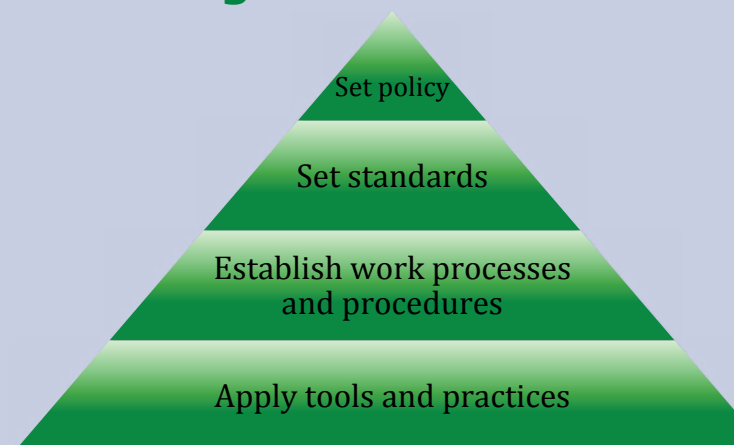 Set policy
Set standards
Establish work processes
and procedures
Apply tools and practices